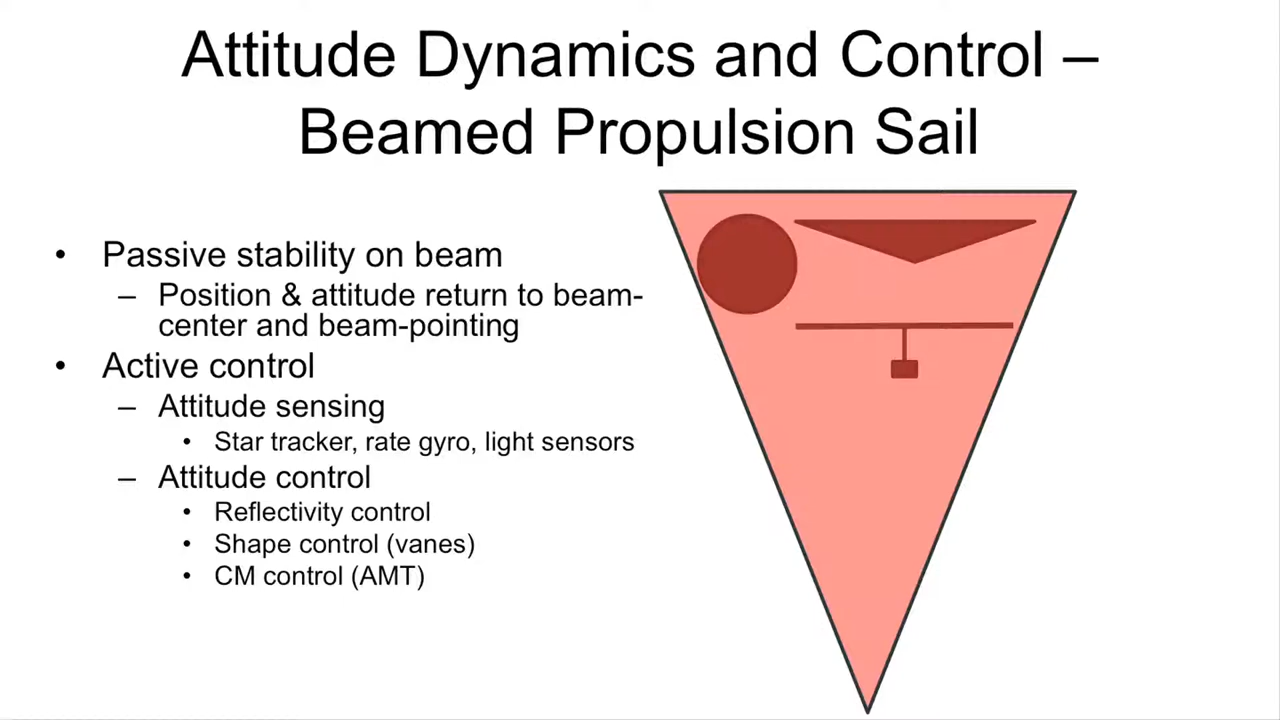 Attitude Dynamics and Control –
Beamed Propulsion Sail
• Passive stability on beam
– Position & attitude return to beam-
center and beam-pointing
• Active control
– Attitude sensing
• Star tracker, rate gyro, light sensors
– Attitude control
• Reflectivity control
• Shape control (vanes)
• CM control (AMT)